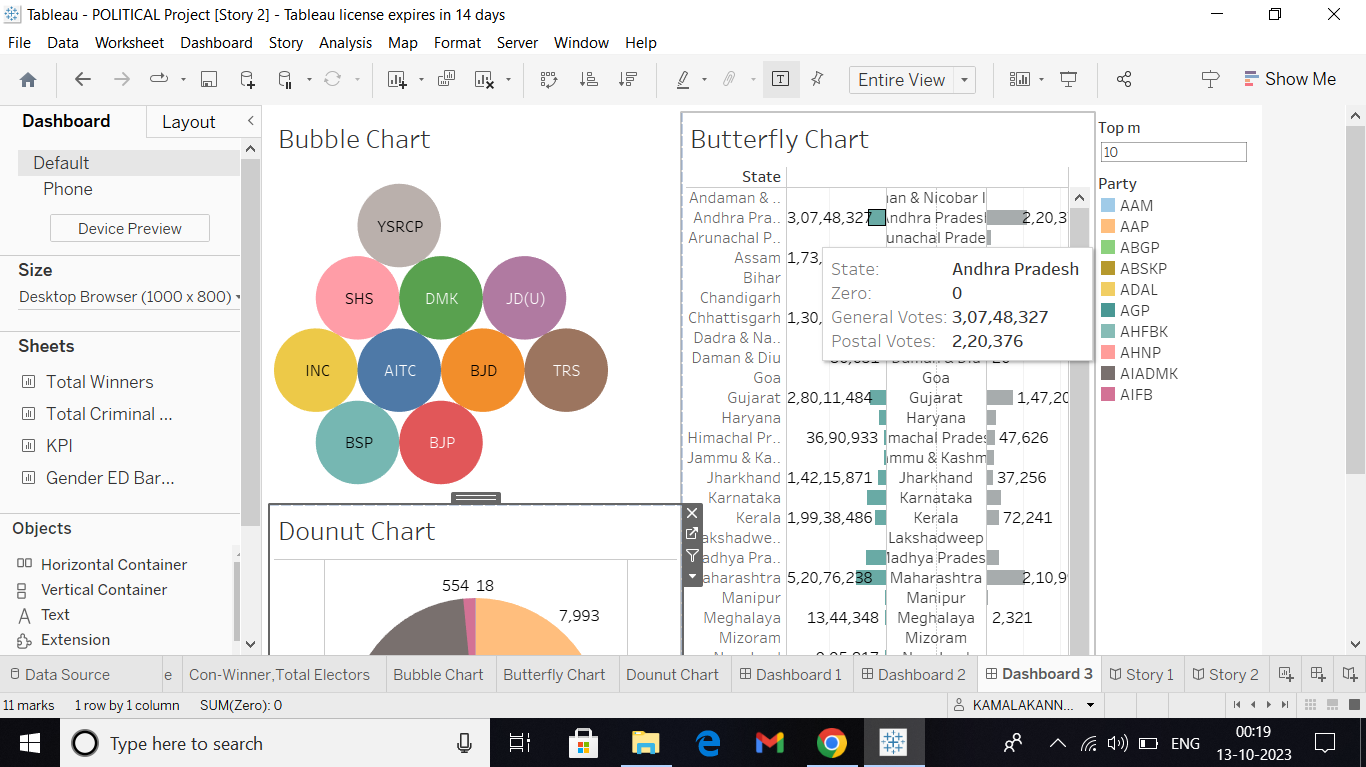 Tableau - POLITICAL Project [Story 2] - Tableau license expires in 14 days
File Data Worksheet Dashboard Story Analysis Map Format Server Window Help
Entire View
Show Me
Dashboard Layout
Default
Phone
Device Preview
Size
Desktop Browser (1000 x 800)
Sheets
Total Winners
Total Criminal ...
KPI
Gender ED Bar...
Objects
Horizontal Container
Vertical Container
Text
Extension
Bubble Chart
YSRCP
SHS DMK JD(U)
INC AITC BJD TRS
BSP BJP
Dounut Chart
554 18
7,993
Butterfly Chart
State
Andaman & .. an & Nicobar I
Andhra Pra.. 3,07,48,327 Andhra Pradesl 2,20,3
Arunachal P.. unachal Prade
Assam 1,73,
Bihar
Chandigarh
Chhattisgarh 1,30,
Dadra & Na..
Daman & Diu
Goa Goa
Gujarat 2,80,11,484 Gujarat 1,47,20
Haryana Haryana
Himachal Pr.. 36,90,933 machal Prades 47,626
Jammu & Ka.. mmu & Kashm
Jharkhand 1,42,15,871 Jharkhand 37,256
Karnataka Karnataka
Kerala 1,99,38,486 Kerala 72,241
akshadwe.. Lakshadweep
adhya Pra.. adhya Prades
aharashtra 5,20,76,238 Maharashtra 2,10,9
Manipur Manipur
Meghalaya 13,44,348 Meghalaya 2,321
Mizoram Mizoram
State: Andhra Pradesh
Zero: 0
General Votes: 3,07,48,327
Postal Votes: 2,20,376
Top m
10
Party
AAM
AAP
ABGP
ABSKP
ADAL
AGP
AHFBK
AHNP
AIADMK
AIFB
Data Source e Con-Winner,Total Electors Bubble Chart Butterfly Chart Dounut Chart Dashboard 1 Dashboard 2 Dashboard 3 Story 1 Story 2
11 marks 1 row by 1 column SUM(Zero): 0 KAMALAKANN...
Type here to search
ENG
00:19
13-10-2023